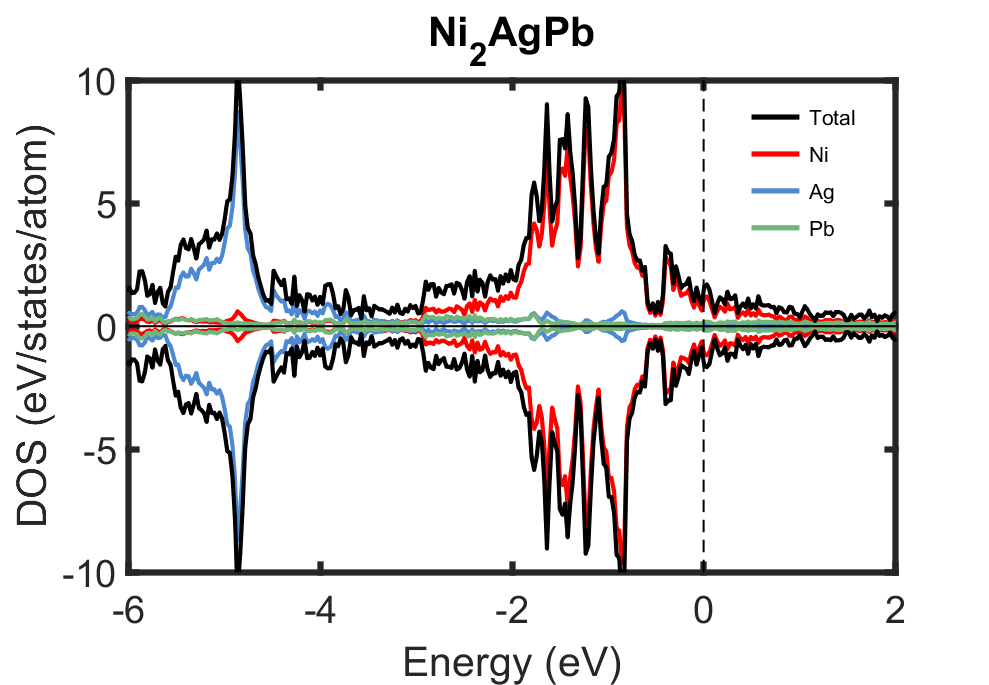 Ni2AgPb
DOS (eV/states/atom)
10
5
0
-5
-10
Total
Ni
Ag
Pb
-6
-4
-2
0
2
Energy (eV)